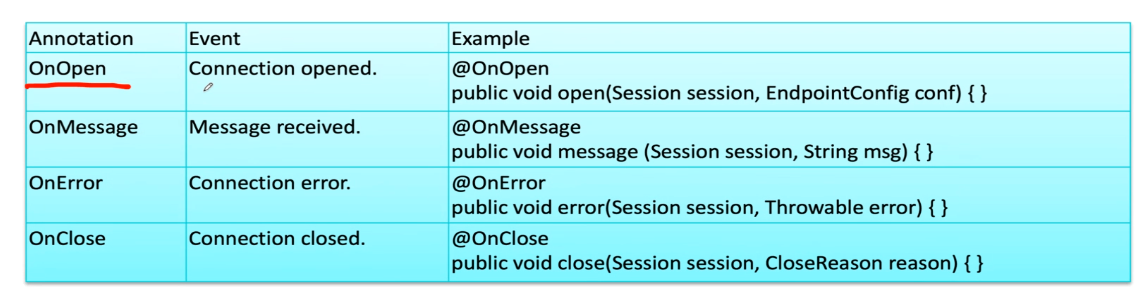 Annotation Event Example
OnOpen Connection opened. @OnOpen
public void open(Session session, EndpointConfig conf) { }
OnMessage Message received. @OnMessage
public void message (Session session, String msg) { }
OnError Connection error. @OnError
public void error(Session session, Throwable error) { }
OnClose Connection closed. @OnClose
public void close(Session session, CloseReason reason) { }